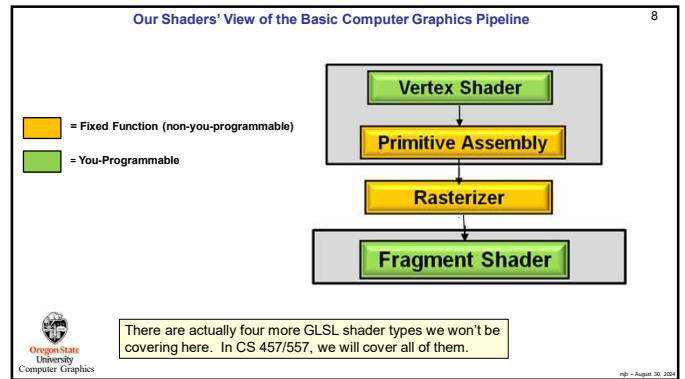 Our Shaders' View of the Basic Computer Graphics Pipeline
8
Vertex Shader
= Fixed Function (non-you-programmable)
Primitive Assembly
= You-Programmable
Rasterizer
Fragment Shader
There are actually four more GLSL shader types we won't be
covering here. In CS 457/557, we will cover all of them.
Oregon State
University
Computer Graphics
mjb – August 30, 2024